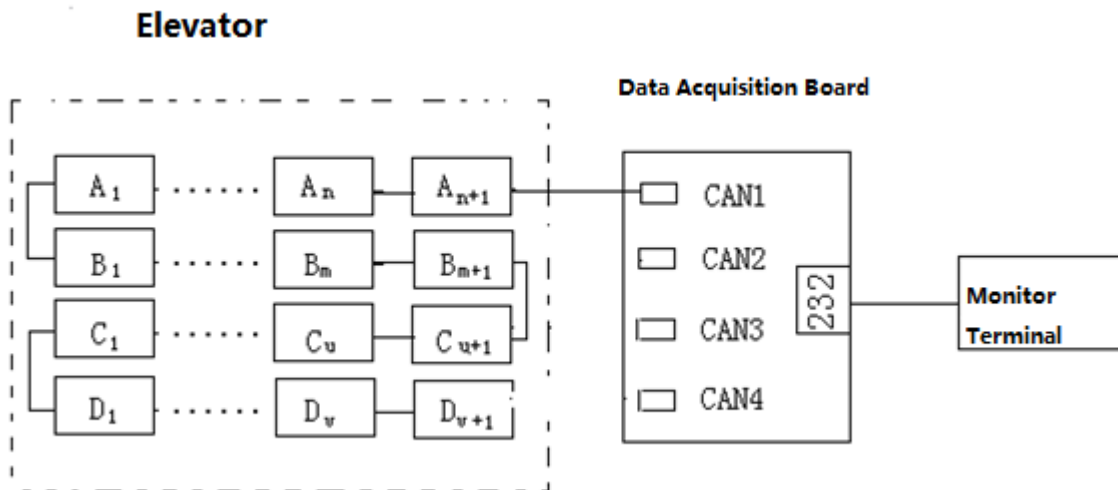 Elevator
Data Acquisition Board
A1 ...... An An+1
B1 ...... Bm Bm+1
C1 ...... Cu Cu+1
D1 ...... Dv Dv+1
CAN1
CAN2
CAN3
CAN4
232
Monitor
Terminal